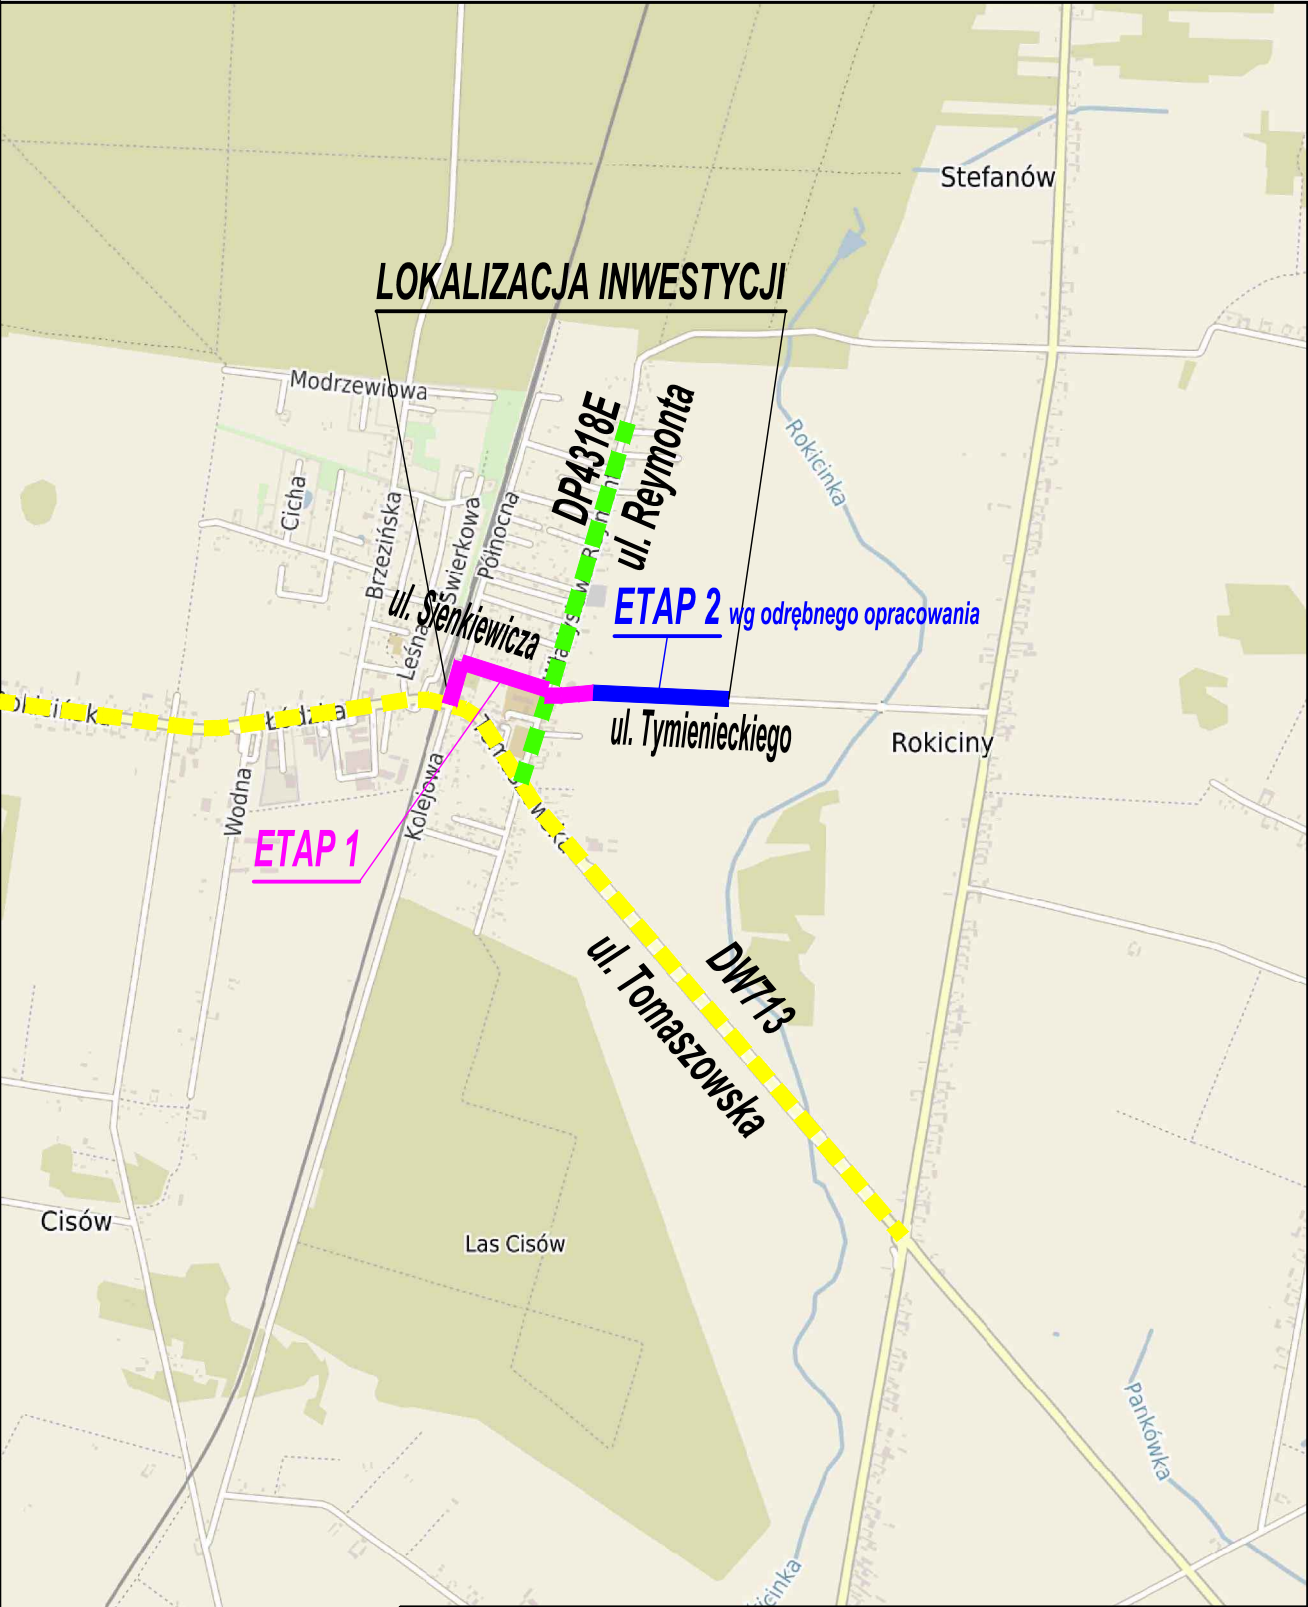 Stefanów
LOKALIZACJA INWESTYCJI
Modrzewiowa
DP4318E
ul. Reymonta
Rokicinka
Cicha
Brzezińska
Świerkowa
Północna
ul. Sienkiewicza
Leśna
ETAP 2 wg odrębnego opracowania
Łódzka
ul. Tymienieckiego
Rokiciny
Wodna
Kolejowa
ETAP 1
DW713
ul. Tomaszowska
Cisów
Las Cisów
Pankówka